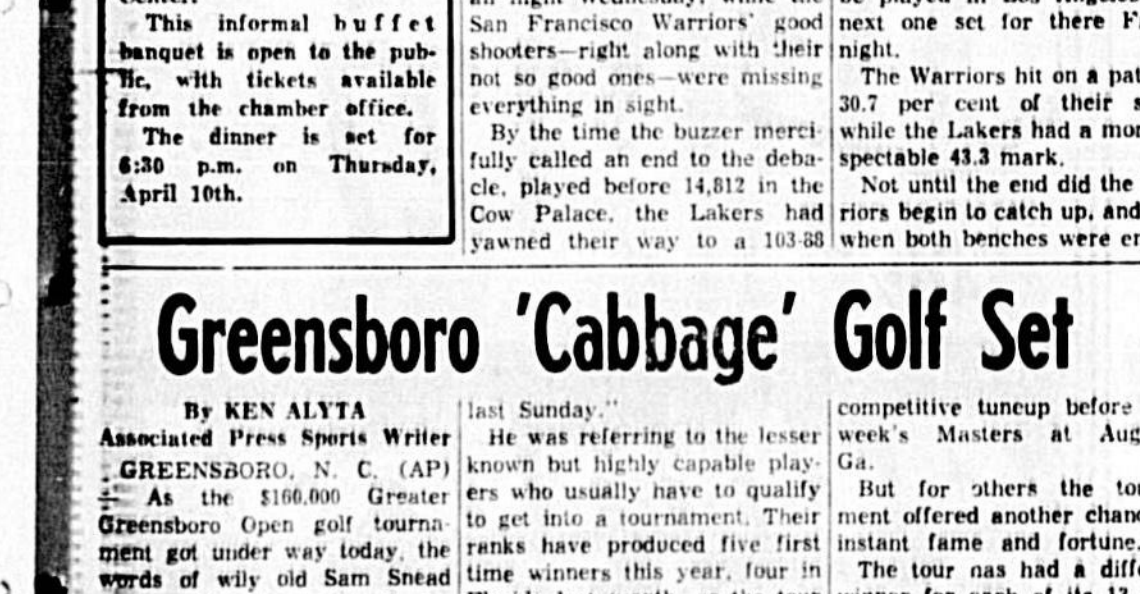 This informal buffet
banquet is open to the pub-
lic, with tickets available
from the chamber office.
The dinner is set for
6:30 p.m. on Thursday,
April 10th.
San Francisco Warriors' good
shooters—right along with their
not so good ones—were missing
everything in sight.
By the time the buzzer merci-
fully called an end to the deba-
cle, played before 14,812 in the
Cow Palace, the Lakers had
yawned their way to a 103-88
next one set for there F
night.
The Warriors hit on a pat
30.7 per cent of their s
while the Lakers had a mor
spectable 43.3 mark.
Not until the end did the
riors begin to catch up, and
when both benches were em
Greensboro 'Cabbage' Golf Set
By KEN ALYTA
Associated Press Sports Writer
GREENSBORO, N. C. (AP)
As the $160,000 Greater
Greensboro Open golf tourna-
ment got under way today, the
words of wily old Sam Snead
last Sunday."
He was referring to the lesser
known but highly capable play-
ers who usually have to qualify
to get into a tournament. Their
ranks have produced five first
time winners this year, four in
competitive tuneup before
week's Masters at Aug
Ga.
But for others the tou
ment offered another chanc
instant fame and fortune.
The tour has had a diffe